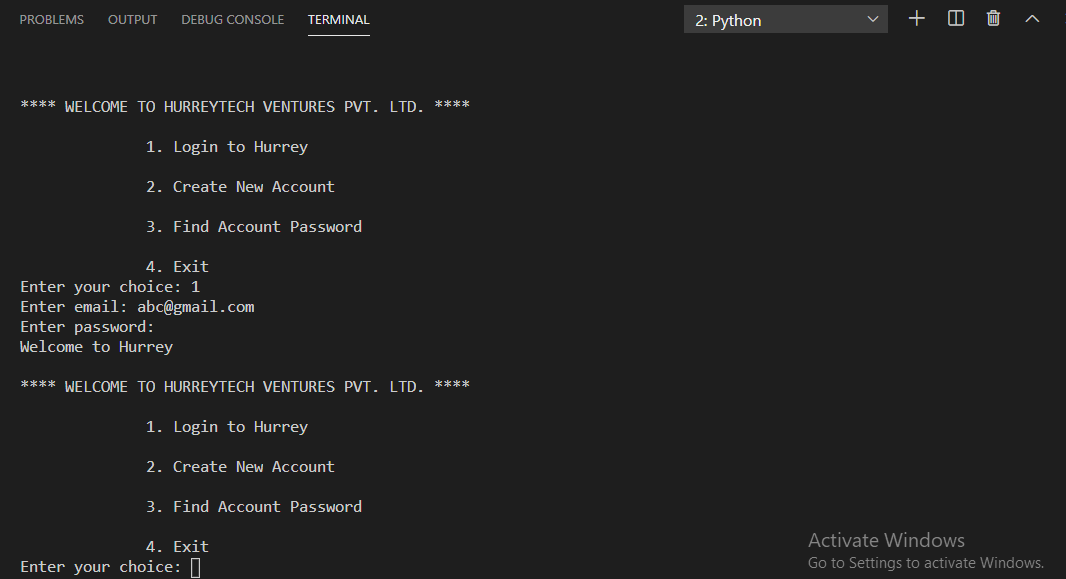 PROBLEMS OUTPUT DEBUG CONSOLE TERMINAL 2: Python
**** WELCOME TO HURREYTECH VENTURES PVT. LTD. ****
1. Login to Hurrey
2. Create New Account
3. Find Account Password
4. Exit
Enter your choice: 1
Enter email: abc@gmail.com
Enter password:
Welcome to Hurrey
**** WELCOME TO HURREYTECH VENTURES PVT. LTD. ****
1. Login to Hurrey
2. Create New Account
3. Find Account Password
4. Exit
Enter your choice:
Activate Windows
Go to Settings to activate Windows.